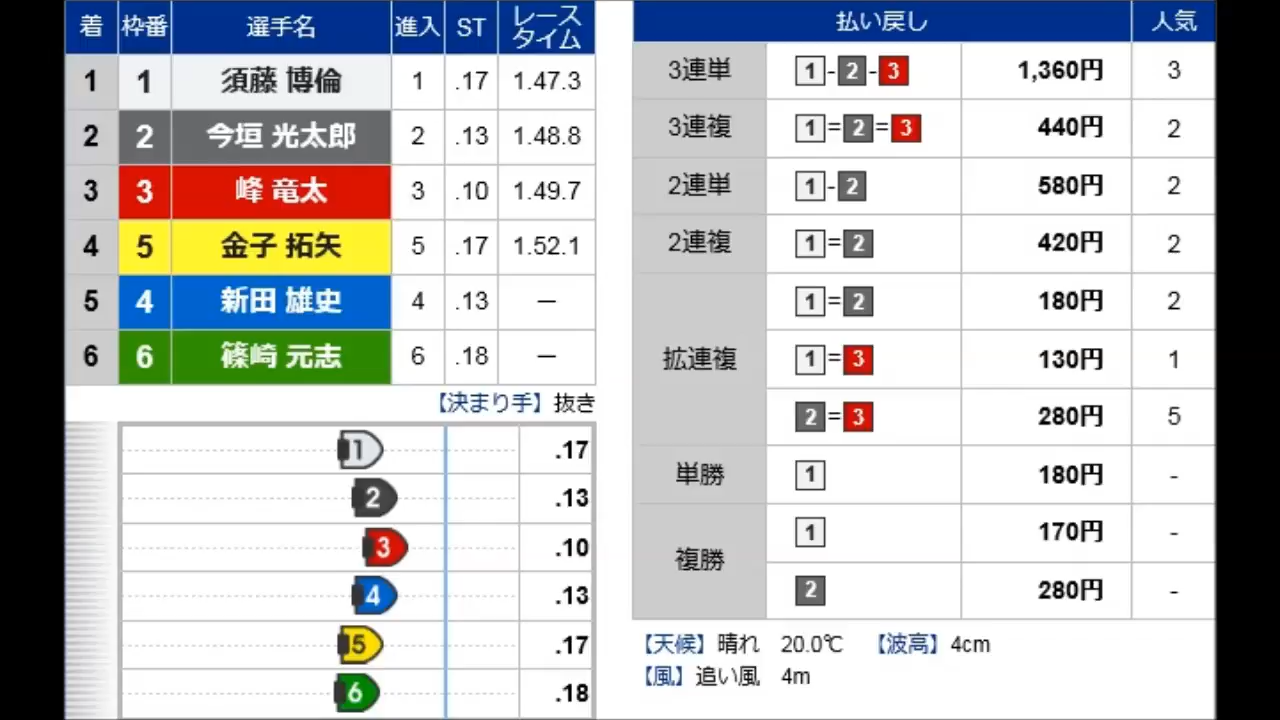 着 枠番 選手名 進入 ST レース
タイム
1 1 須藤 博倫 1 .17 1.47.3
2 2 今垣 光太郎 2 .13 1.48.8
3 3 峰 竜太 3 .10 1.49.7
4 5 金子 拓矢 5 .17 1.52.1
5 4 新田 雄史 4 .13 —
6 6 篠崎 元志 6 .18 —
【決まり手】抜き
1 .17
2 .13
3 .10
4 .13
5 .17
6 .18
払い戻し 人気
3連単 1-2-3 1,360円 3
3連複 1=2=3 440円 2
2連単 1-2 580円 2
2連複 1=2 420円 2
拡連複 1=2 180円 2
1=3 130円 1
2=3 280円 5
単勝 1 180円 -
複勝 1 170円 -
2 280円 -
【天候】晴れ 20.0℃ 【波高】4cm
【風】追い風 4m